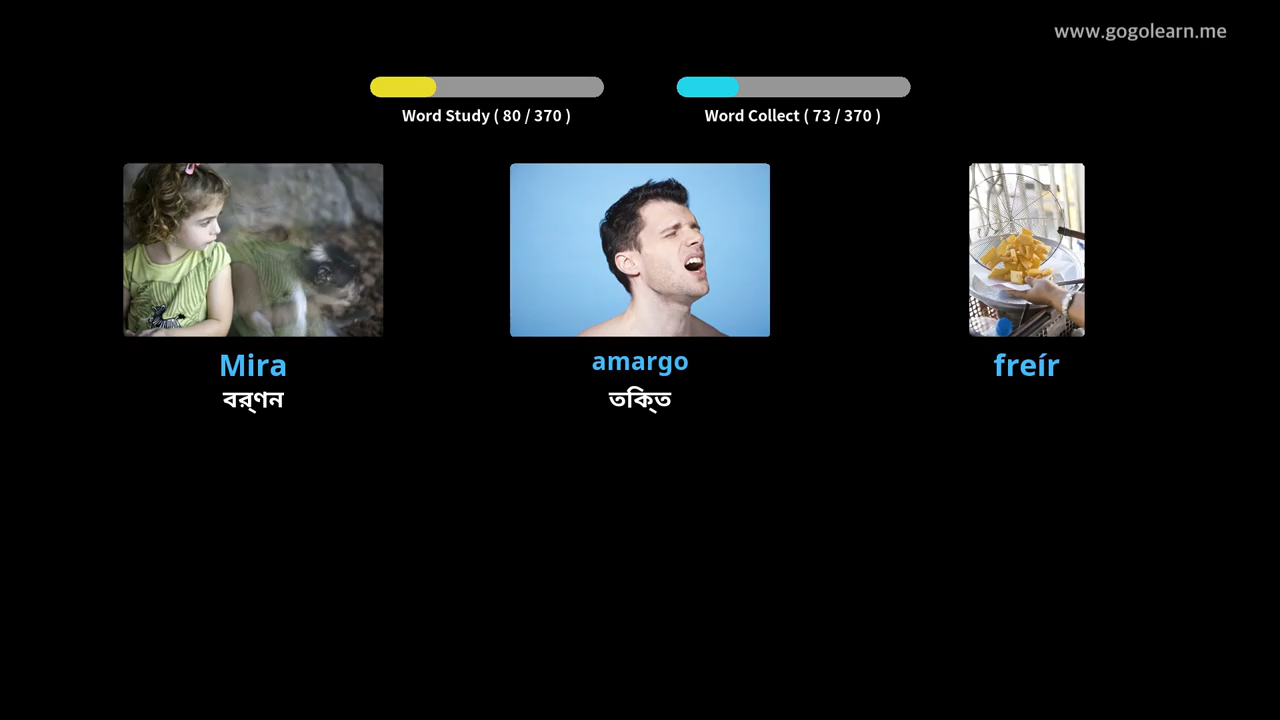 www.gogolearn.me
Word Study ( 80 / 370 )
Word Collect ( 73 / 370 )
Mira
বর্ণন
amargo
তিক্ত
freír